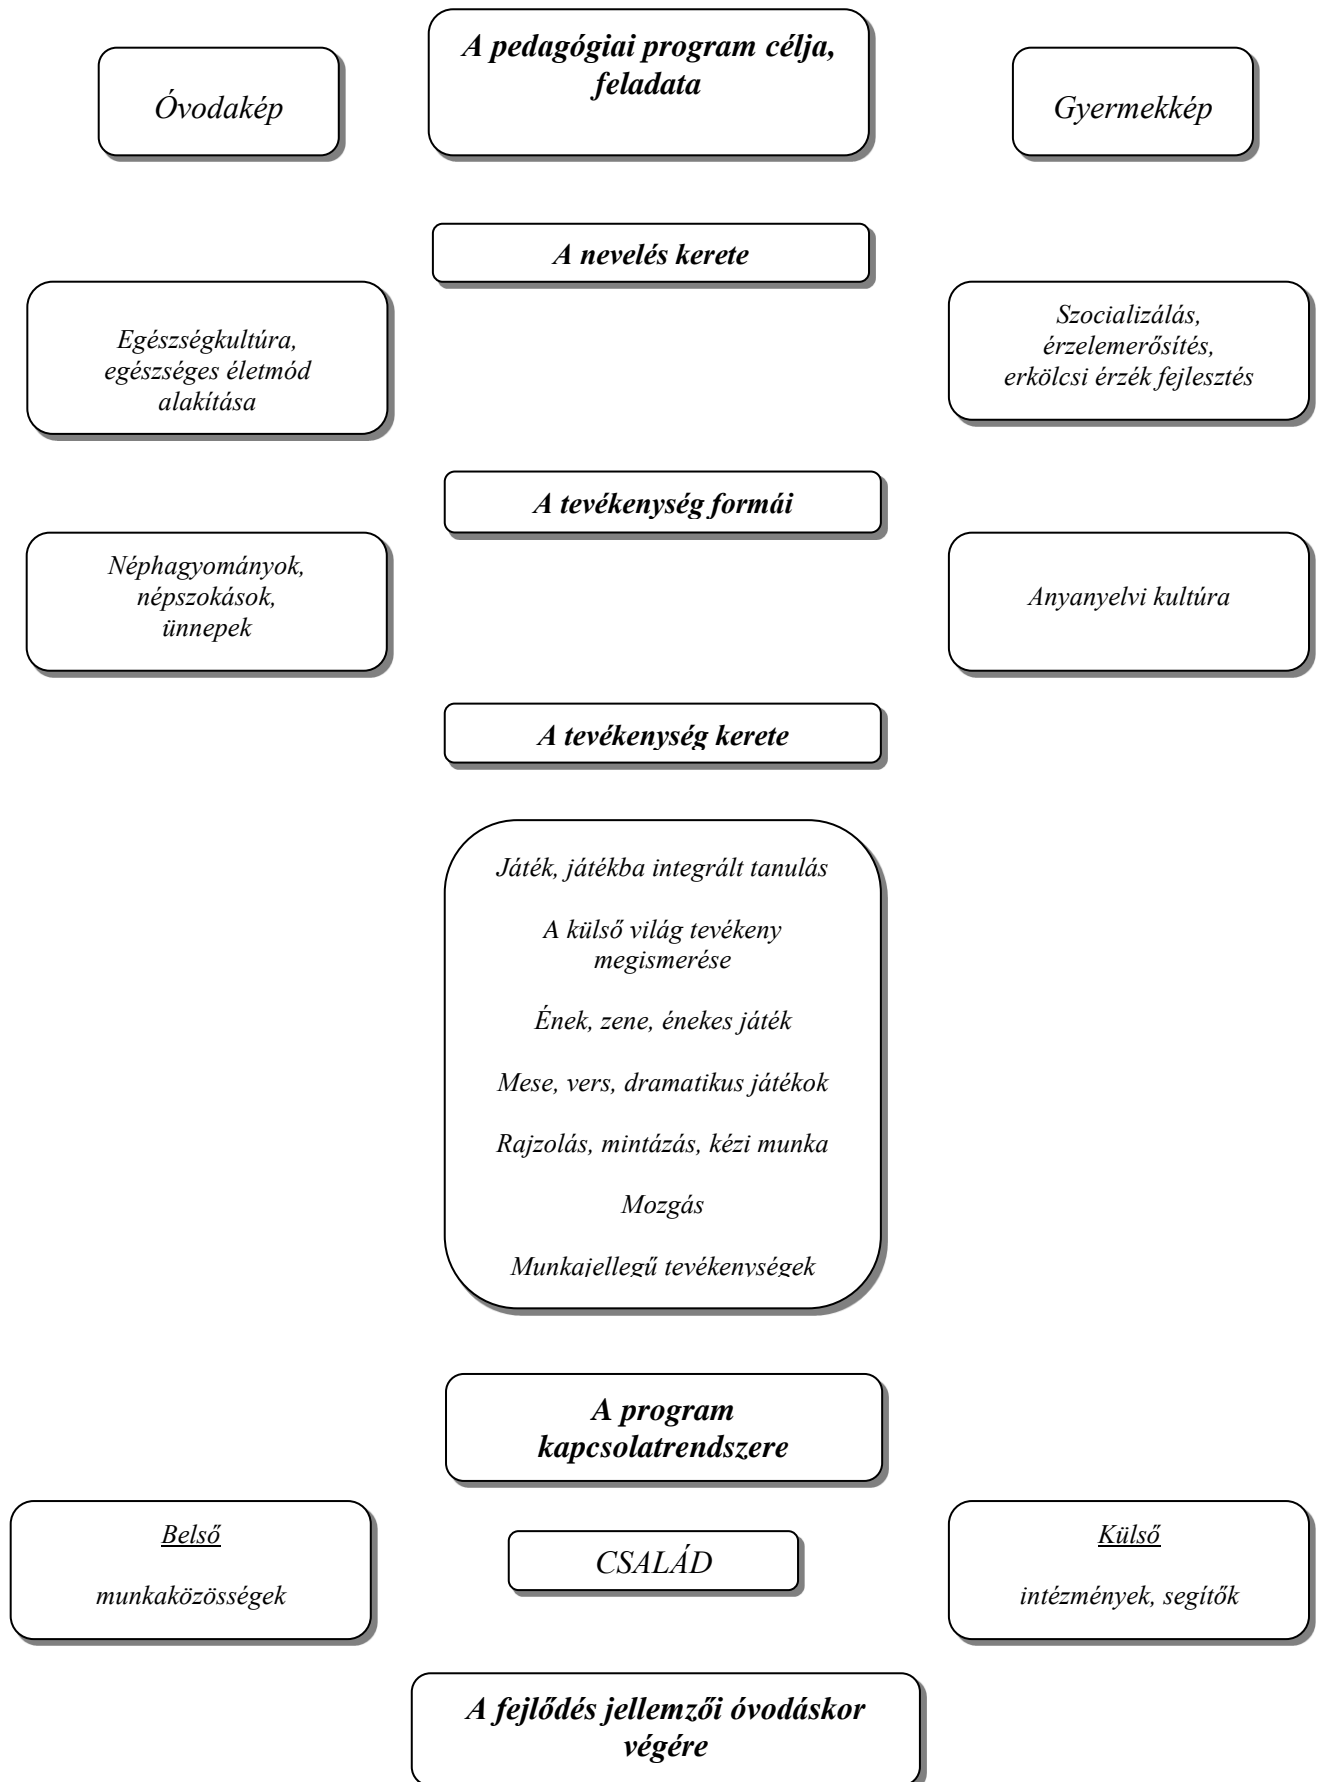 A pedagógiai program célja,
feladata
Óvodakép
Gyermekkép
A nevelés kerete
Egészségkultúra,
egészséges életmód
alakítása
Szocializálás,
érzelemerősítés,
erkölcsi érzék fejlesztés
A tevékenység formái
Néphagyományok,
népszokások,
ünnepek
Anyanyelvi kultúra
A tevékenység kerete
Játék, játékba integrált tanulás
A külső világ tevékeny
megismerése
Ének, zene, énekes játék
Mese, vers, dramatikus játékok
Rajzolás, mintázás, kézi munka
Mozgás
Munkajellegű tevékenységek
A program
kapcsolatrendszere
Belső
munkaközösségek
CSALÁD
Külső
intézmények, segítők
A fejlődés jellemzői óvodáskor
végére